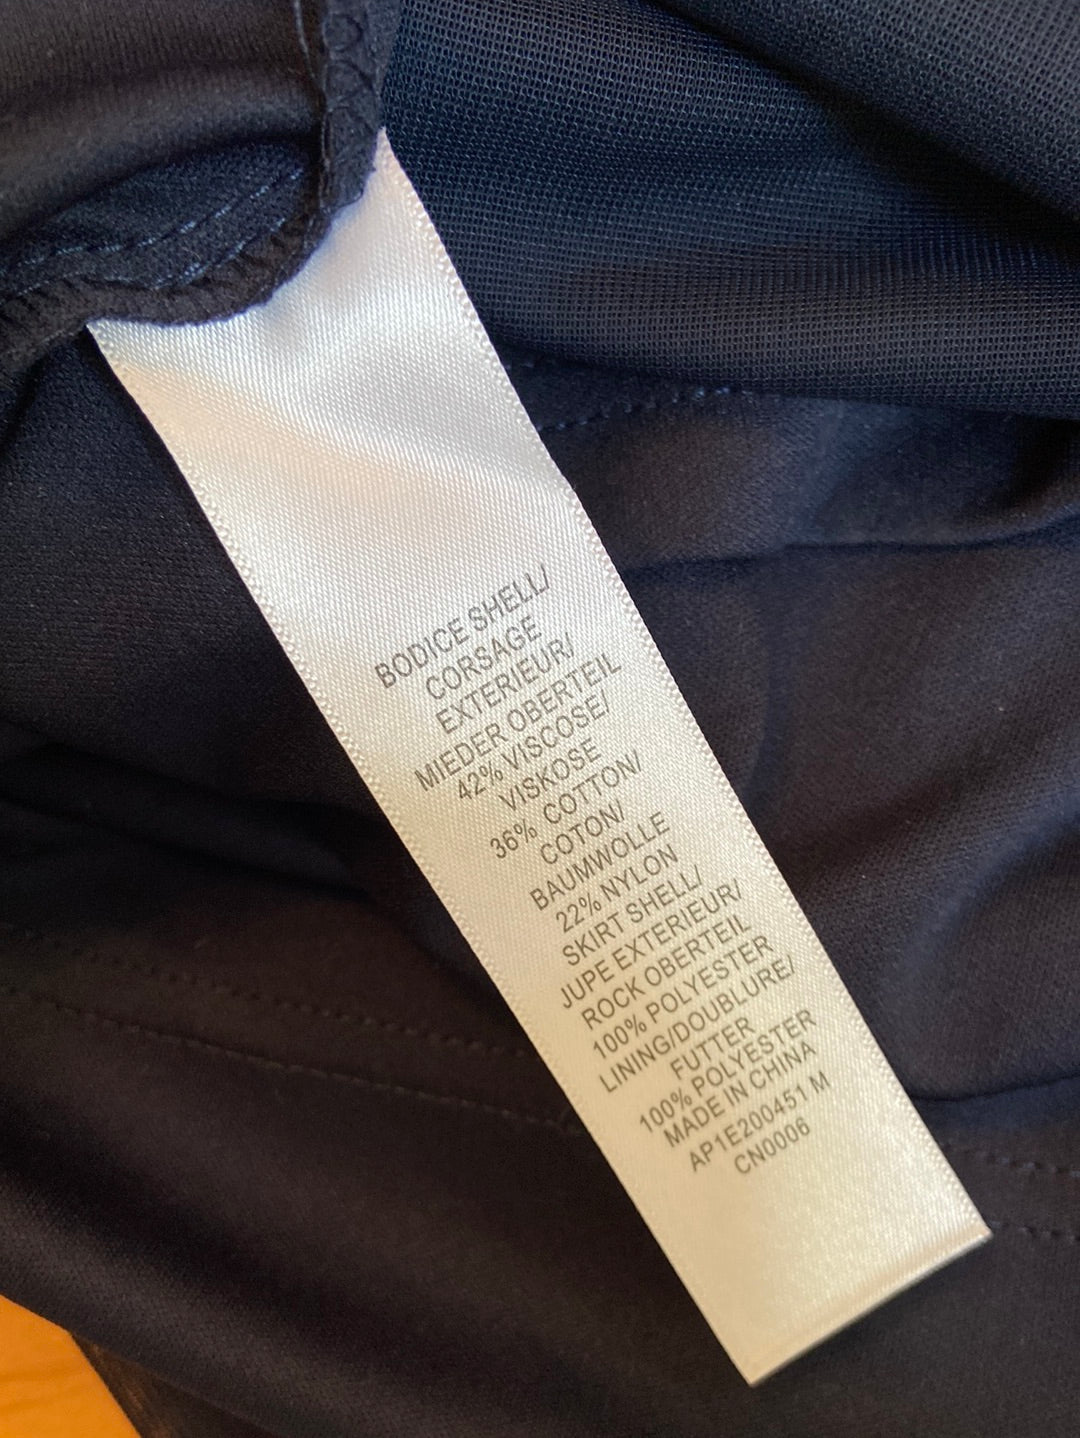 BODICE SHELL/
CORSAGE
EXTERIEUR/
MIEDER OBERTEIL
42% VISCOSE/
VISKOSE
36% COTTON/
COTON/
BAUMWOLLE
22% NYLON
SKIRT SHELL/
JUPE EXTERIEUR/
ROCK OBERTEIL
100% POLYESTER
LINING/DOUBLURE/
FUTTER
100% POLYESTER
MADE IN CHINA
AP1E200451 M
CN0006